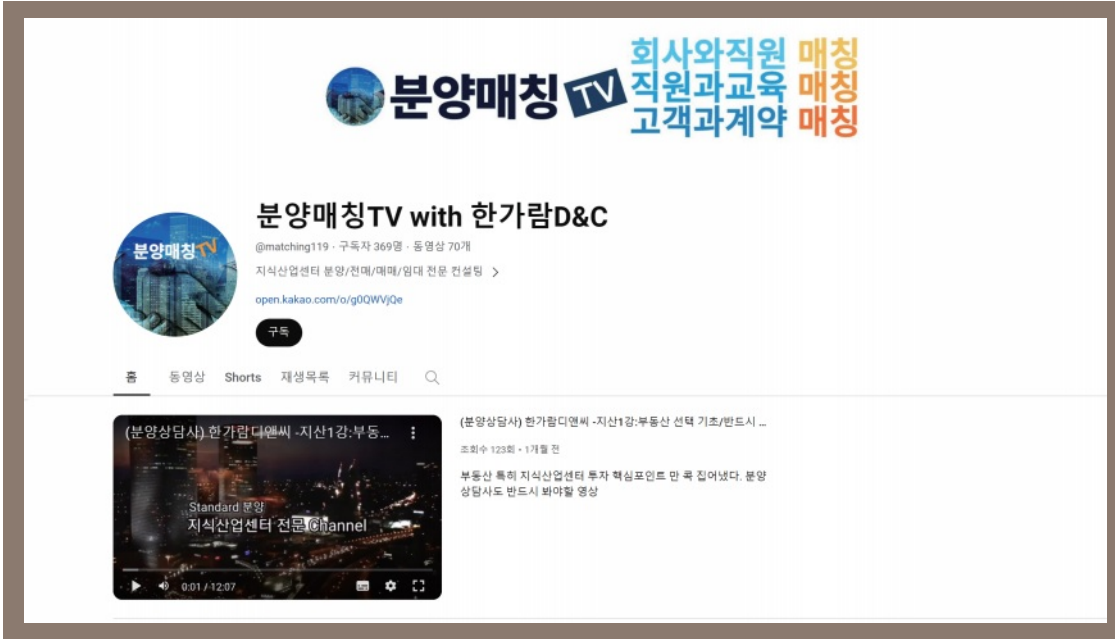 분양매칭 TV
회사와직원 매칭
직원과교육 매칭
고객과계약 매칭
분양매칭TV
분양매칭TV with 한가람D&C
@matching119 · 구독자 369명 · 동영상 70개
지식산업센터 분양/전매/매매/임대 전문 컨설팅 >
open.kakao.com/o/g0QWVjQe
구독
홈 동영상 Shorts 재생목록 커뮤니티
(분양상담사) 한가람디앤씨 -지산1강:부동...
Standard 분양
지식산업센터 전문 Channel
0:01 / 12:07
(분양상담사) 한가람디앤씨 -지산1강:부동산 선택 기초/반드시 ...
조회수 123회 • 1개월 전
부동산 특히 지식산업센터 투자 핵심포인트 만 콕 집어냈다. 분양
상담사도 반드시 봐야할 영상